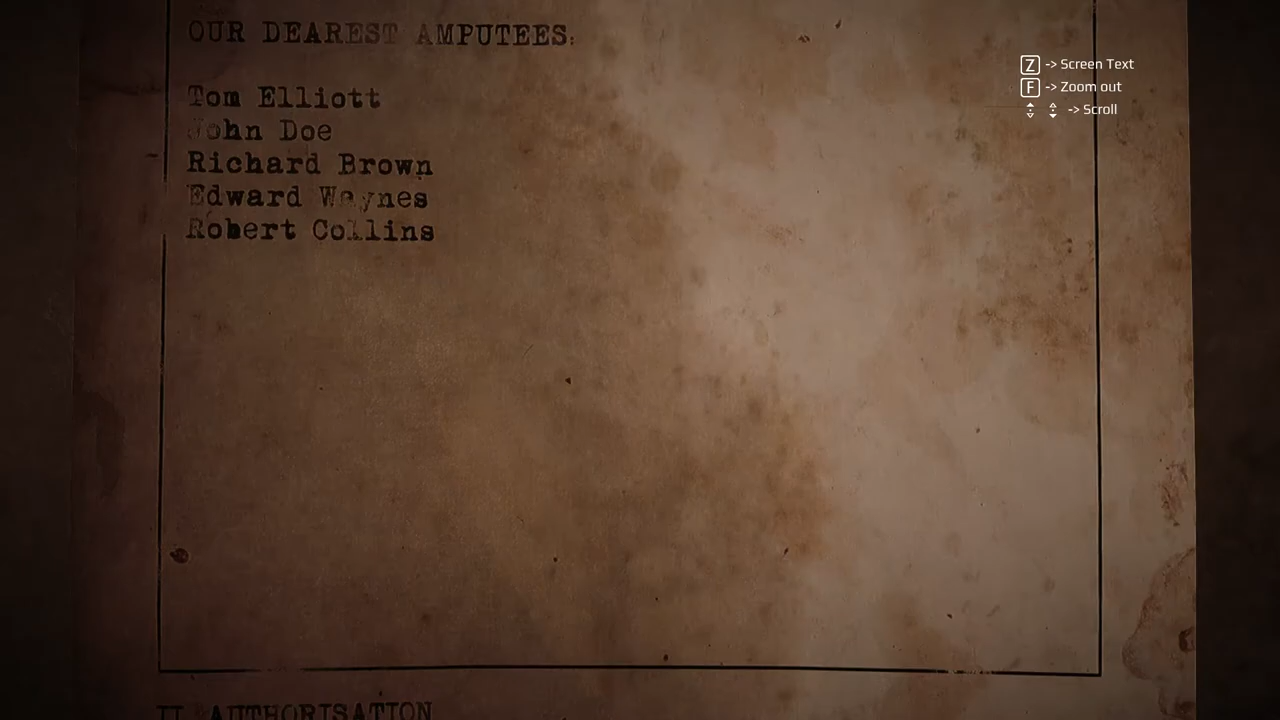 OUR DEAREST AMPUTEES:
Tom Elliott
John Doe
Richard Brown
Edward Waynes
Robert Collins
II AUTHORISATION
Z -> Screen Text
F -> Zoom out
-> Scroll